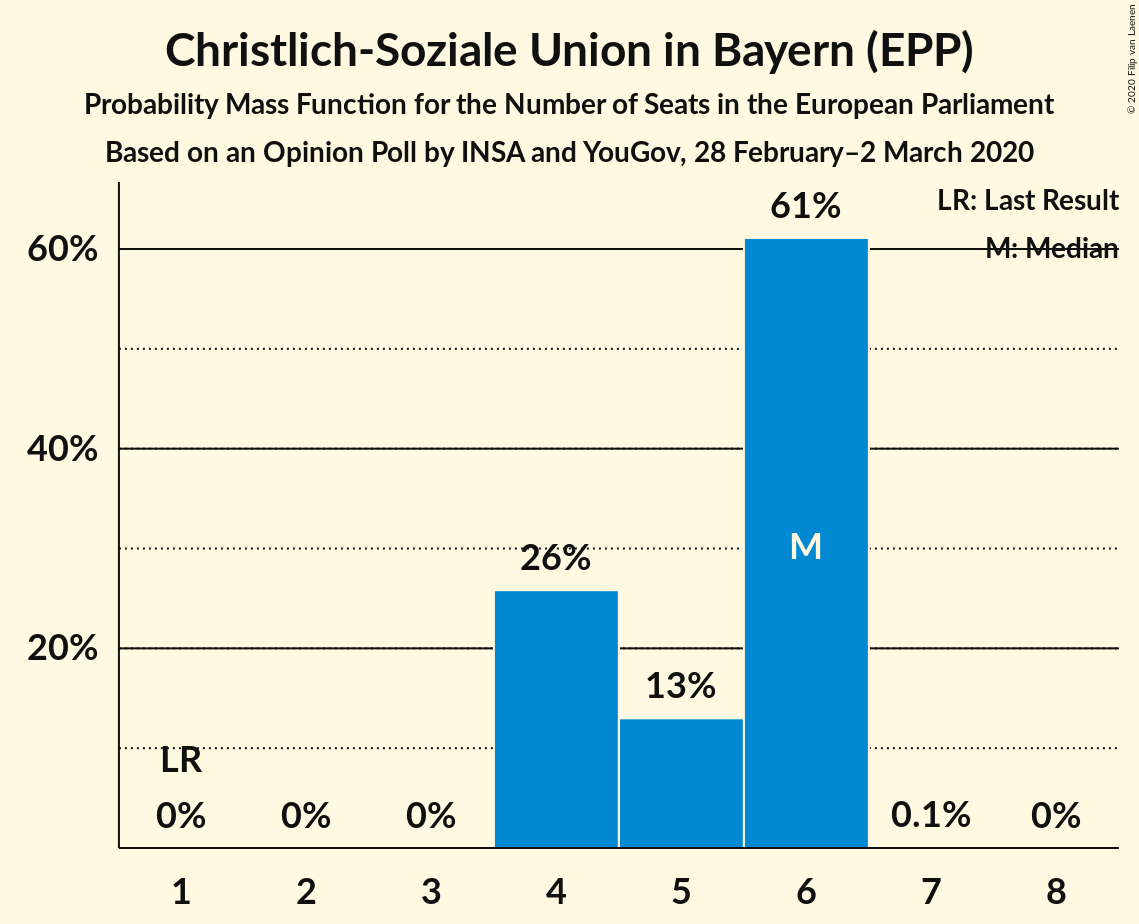 Christlich-Soziale Union in Bayern (EPP)
Probability Mass Function for the Number of Seats in the European Parliament
Based on an Opinion Poll by INSA and YouGov, 28 February–2 March 2020
© 2020 Filip van Laenen
LR: Last Result
M: Median
61%
60%
40%
M
26%
20%
13%
LR
0% 0% 0% 0.1% 0%
1 2 3 4 5 6 7 8